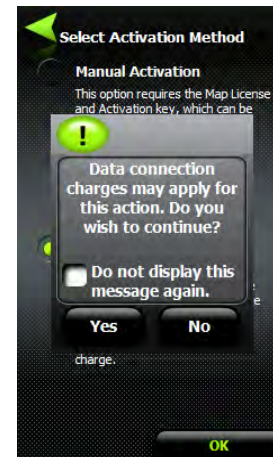 Select Activation Method
Manual Activation
This option requires the Map License
and Activation key, which can be
!
Data connection
charges may apply for
this action. Do you
wish to continue?
Do not display this
message again.
Yes
No
charge.
OK